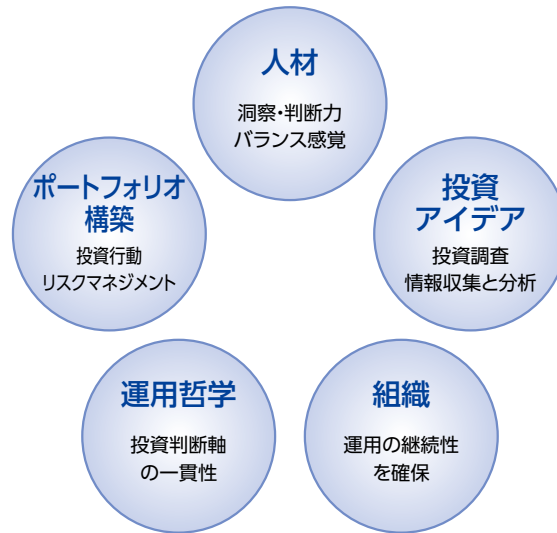 人材
洞察・判断力
バランス感覚
ポートフォリオ
構築
投資行動
リスクマネジメント
投資
アイデア
投資調査
情報収集と分析
運用哲学
投資判断軸
の一貫性
組織
運用の継続性
を確保